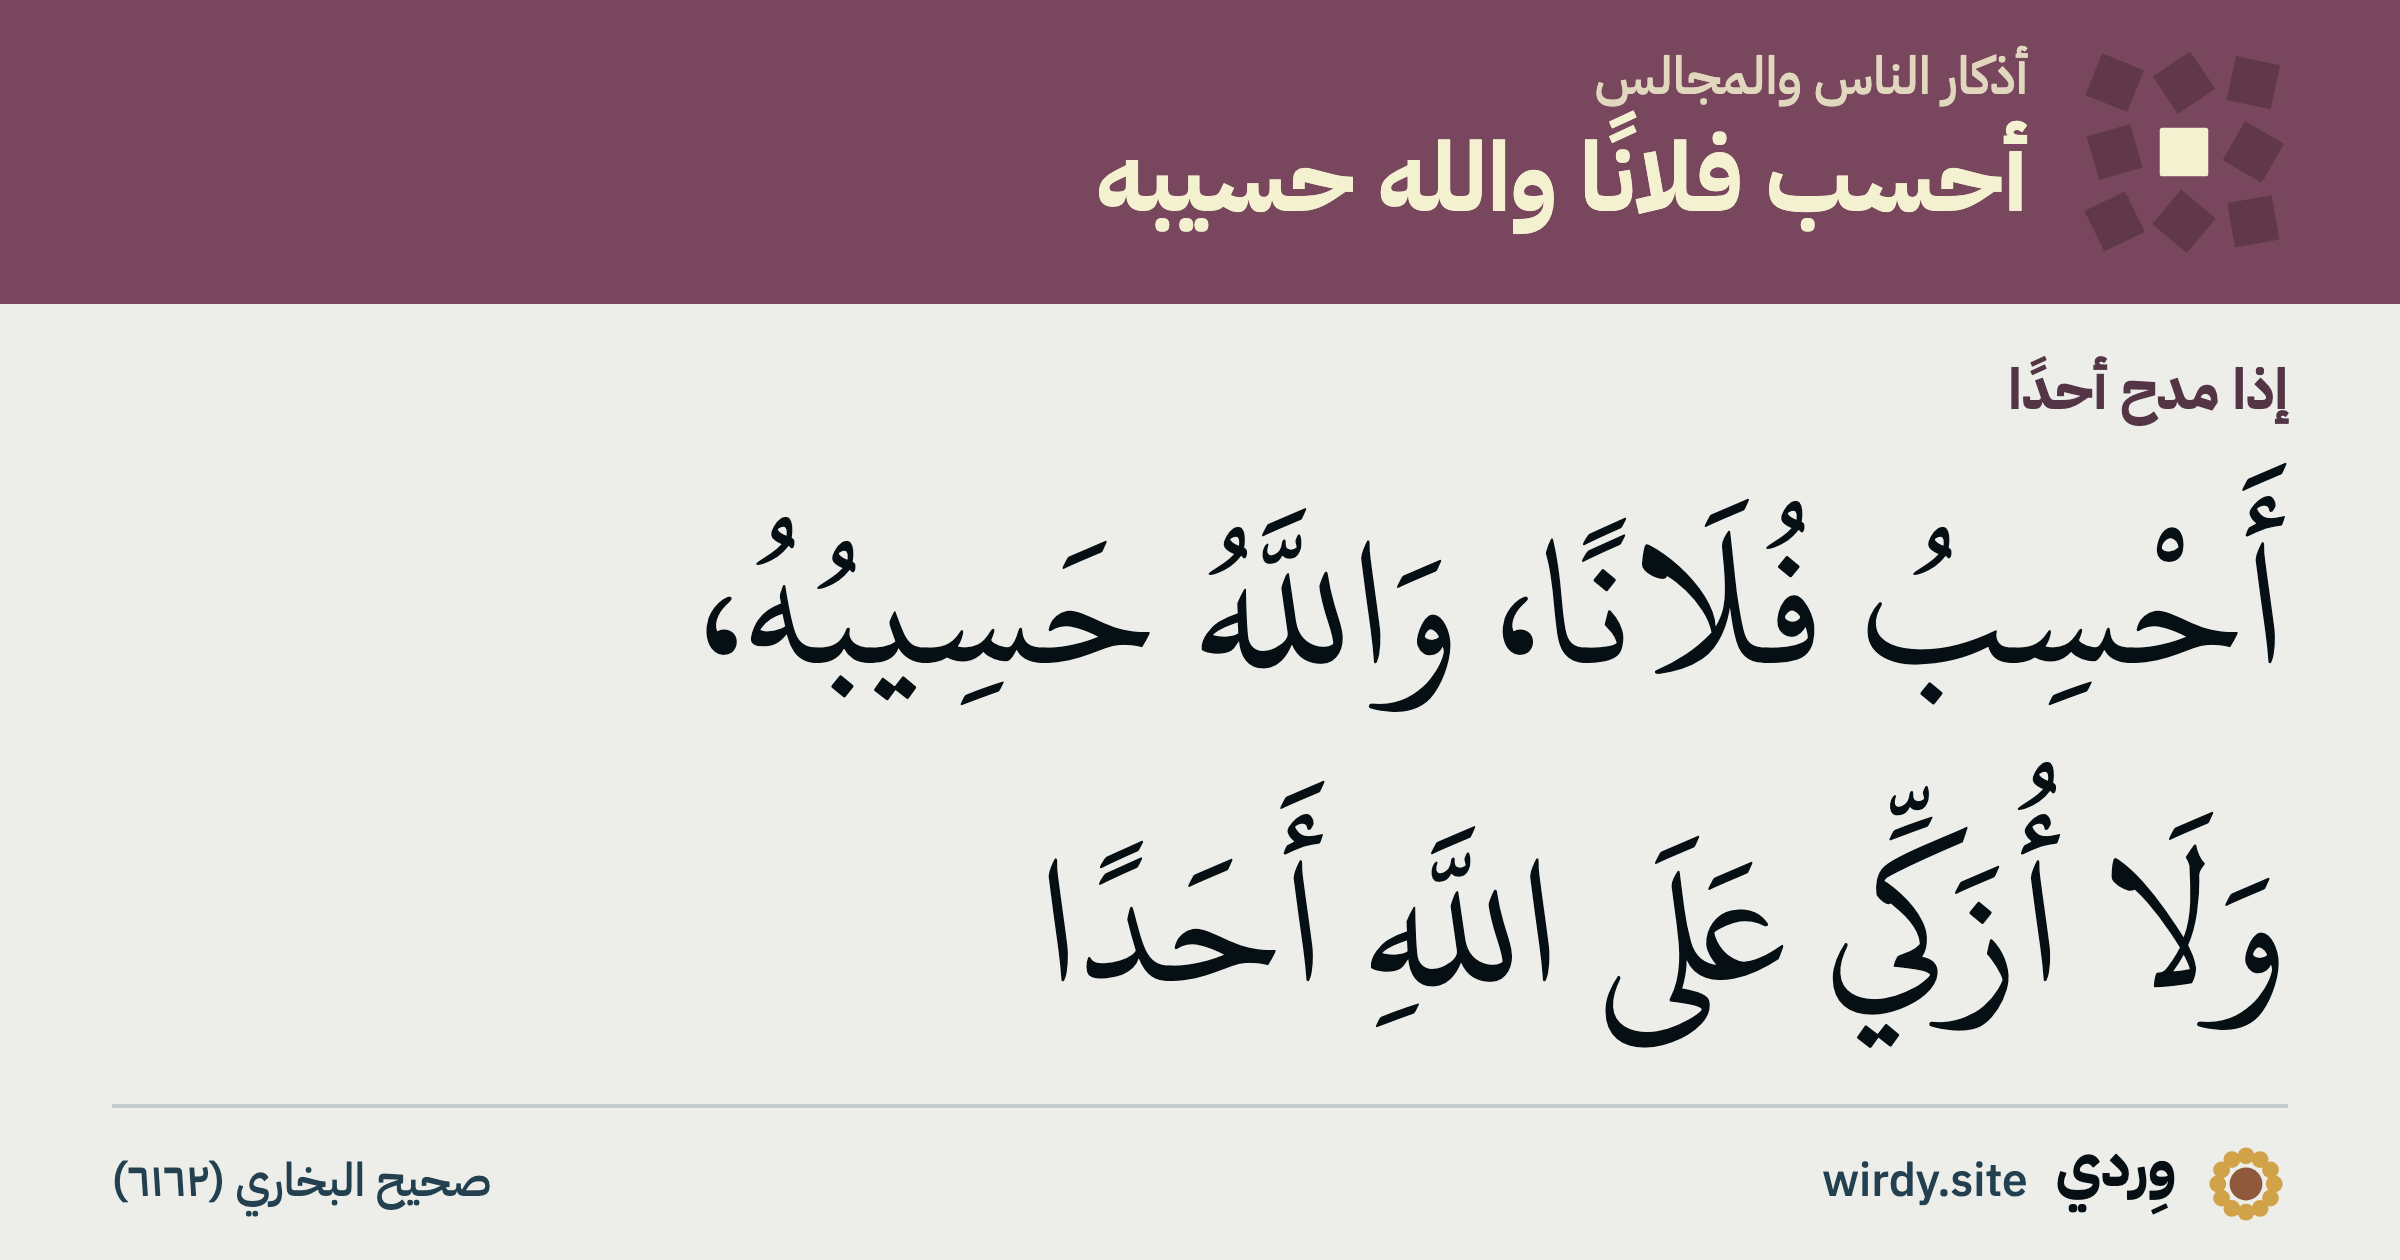 أذكار الناس والمجالس
أحسب فلانًا والله حسيبه
إذا مدح أحدًا
أَحْسِبُ فُلَانًا، وَاللَّهُ حَسِيبُهُ،
وَلَا أُزَكِّي عَلَى اللَّهِ أَحَدًا
وِردي wirdy.site
صحيح البخاري (٦١٦٢)